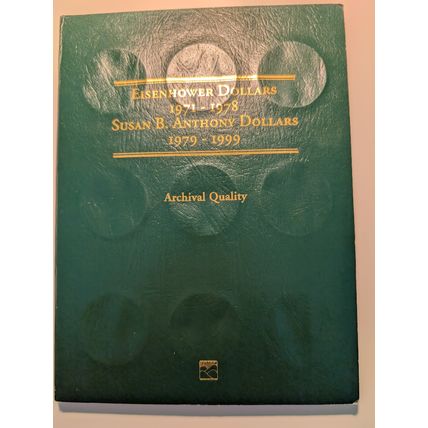 Eisenhower Dollars
1971 - 1978
Susan B. Anthony Dollars
1979 - 1999
Archival Quality